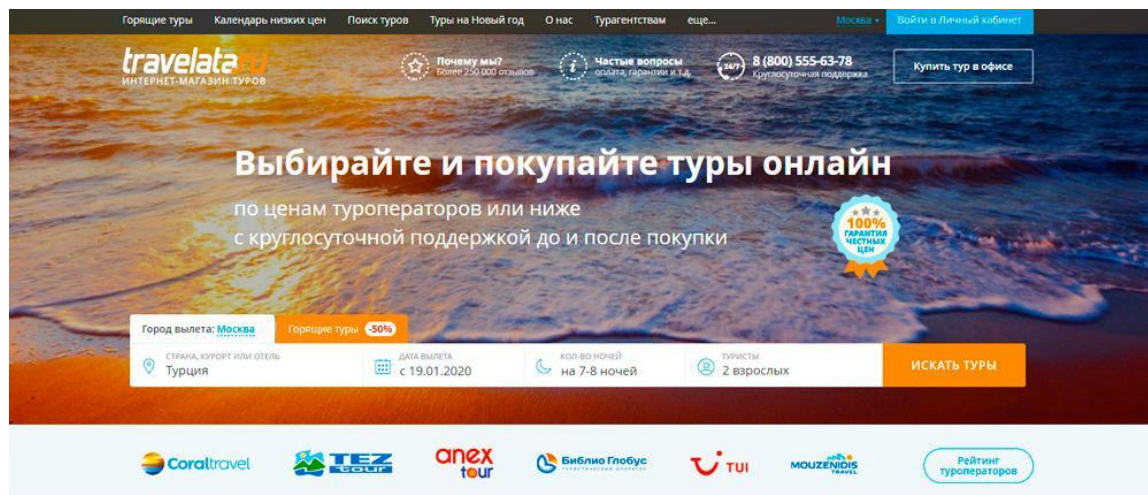 Горящие туры Календарь низких цен Поиск туров Туры на Новый год О нас Турагентствам еще... Москва Войти в Личный кабинет
travelata.ru
ИНТЕРНЕТ-МАГАЗИН ТУРОВ
Почему мы?
Более 250 000 отзывов
Частые вопросы
оплата, гарантии и т.д.
24/7
8 (800) 555-63-78
Круглосуточная поддержка
Купить тур в офисе
Выбирайте и покупайте туры онлайн
по ценам туроператоров или ниже
с круглосуточной поддержкой до и после покупки
100%
ГАРАНТИЯ
ЧЕСТНЫХ
ЦЕН
Город вылета: Москва
Горящие туры -50%
СТРАНА, КУРОРТ ИЛИ ОТЕЛЬ
Турция
ДАТА ВЫЛЕТА
с 19.01.2020
КОЛ-ВО НОЧЕЙ
на 7-8 ночей
ТУРИСТЫ
2 взрослых
ИСКАТЬ ТУРЫ
Coraltravel
TEZ
tour
anex
tour
Библио Глобус
ТУРИСТИЧЕСКИЙ ОПЕРАТОР
TUI
MOUZENIDIS
TRAVEL
Рейтинг
туроператоров